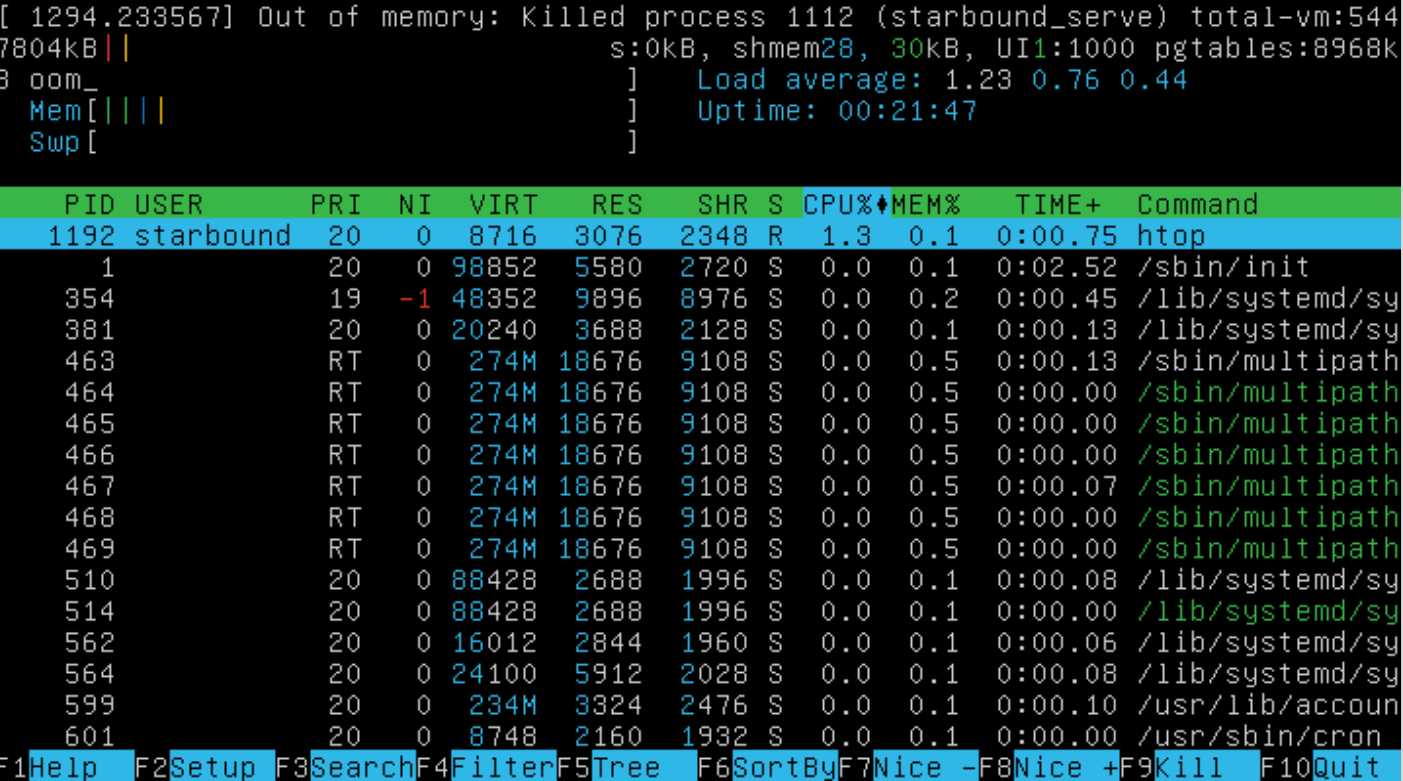 [ 1294.233567] Out of memory: Killed process 1112 (starbound_serve) total-vm:544
7804kB|| s:0kB, shmem28, 30kB, UI1:1000 pgtables:8968k
B oom_ ] Load average: 1.23 0.76 0.44
Mem[|||| ] Uptime: 00:21:47
Swp[ ]
PID USER PRI NI VIRT RES SHR S CPU%♦MEM% TIME+ Command
1192 starbound 20 0 8716 3076 2348 R 1.3 0.1 0:00.75 htop
1 20 0 98852 5580 2720 S 0.0 0.1 0:02.52 /sbin/init
354 19 -1 48352 9896 8976 S 0.0 0.2 0:00.45 /lib/systemd/sy
381 20 0 20240 3688 2128 S 0.0 0.1 0:00.13 /lib/systemd/sy
463 RT 0 274M 18676 9108 S 0.0 0.5 0:00.13 /sbin/multipath
464 RT 0 274M 18676 9108 S 0.0 0.5 0:00.00 /sbin/multipath
465 RT 0 274M 18676 9108 S 0.0 0.5 0:00.00 /sbin/multipath
466 RT 0 274M 18676 9108 S 0.0 0.5 0:00.00 /sbin/multipath
467 RT 0 274M 18676 9108 S 0.0 0.5 0:00.07 /sbin/multipath
468 RT 0 274M 18676 9108 S 0.0 0.5 0:00.00 /sbin/multipath
469 RT 0 274M 18676 9108 S 0.0 0.5 0:00.00 /sbin/multipath
510 20 0 88428 2688 1996 S 0.0 0.1 0:00.08 /lib/systemd/sy
514 20 0 88428 2688 1996 S 0.0 0.1 0:00.00 /lib/systemd/sy
562 20 0 16012 2844 1960 S 0.0 0.1 0:00.06 /lib/systemd/sy
564 20 0 24100 5912 2028 S 0.0 0.1 0:00.08 /lib/systemd/sy
599 20 0 234M 3324 2476 S 0.0 0.1 0:00.10 /usr/lib/accoun
601 20 0 8748 2160 1932 S 0.0 0.1 0:00.00 /usr/sbin/cron
F1Help F2Setup F3SearchF4FilterF5Tree F6SortByF7Nice -F8Nice +F9Kill F10Quit